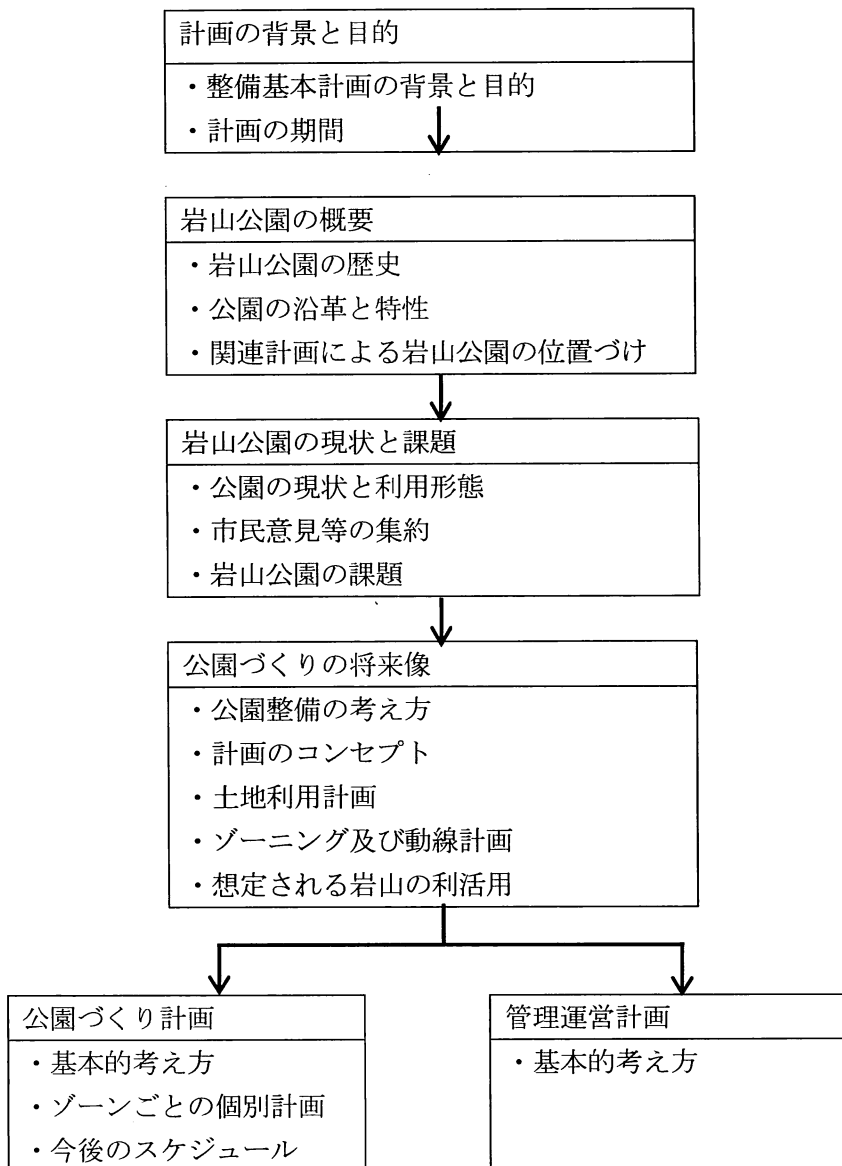 計画の背景と目的
・整備基本計画の背景と目的
・計画の期間
岩山公園の概要
・岩山公園の歴史
・公園の沿革と特性
・関連計画による岩山公園の位置づけ
岩山公園の現状と課題
・公園の現状と利用形態
・市民意見等の集約
・岩山公園の課題
公園づくりの将来像
・公園整備の考え方
・計画のコンセプト
・土地利用計画
・ゾーニング及び動線計画
・想定される岩山の利活用
公園づくり計画
・基本的考え方
・ゾーンごとの個別計画
・今後のスケジュール
管理運営計画
・基本的考え方